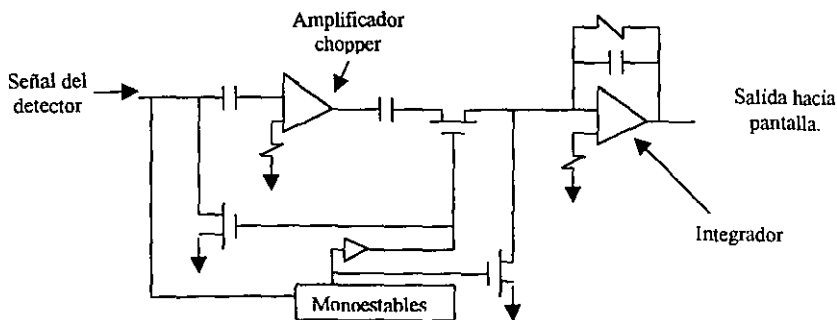 Amplificador
chopper
Señal del
detector
Salida hacia
pantalla.
Integrador
Monoestables